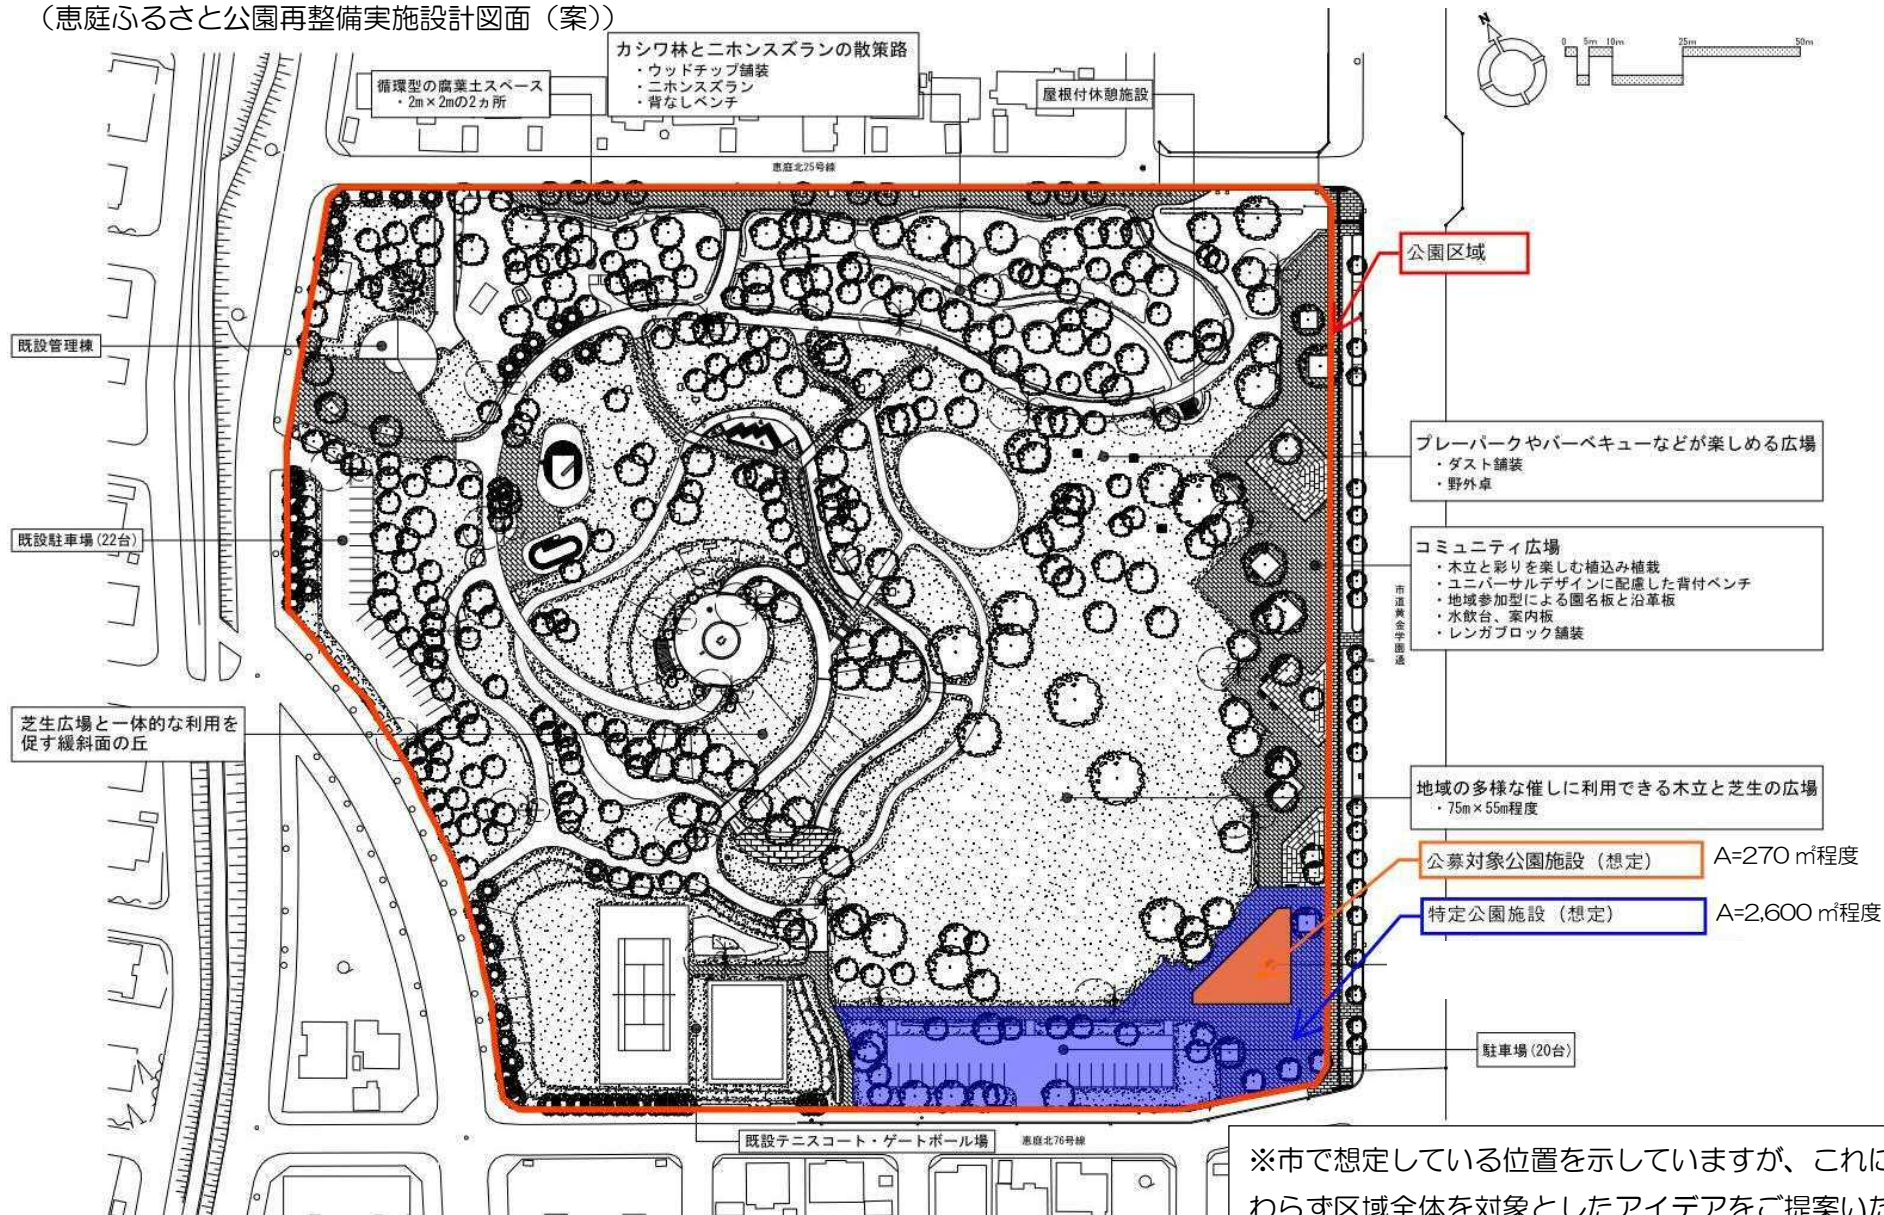 （恵庭ふるさと公園再整備実施設計図面（案））
カシワ林と二ホンスズランの散策路
・ウッドチップ舗装
・二ホンスズラン
・背なしベンチ
循環型の腐葉土スペース
・2m×2mの2ヵ所
屋根付休憩施設
N
0 5m 10m 25m 50m
恵庭北25号線
公園区域
既設管理棟
プレーパークやバーベキューなどが楽しめる広場
・ダスト舗装
・野外卓
既設駐車場(22台)
コミュニティ広場
・木立と彩りを楽しむ植込み植栽
・ユニバーサルデザインに配慮した背付ベンチ
・地域参加型による園名板と沿革板
・水飲台、案内板
・レンガブロック舗装
市道黄金学園通
芝生広場と一体的な利用を
促す緩斜面の丘
地域の多様な催しに利用できる木立と芝生の広場
・75m×55m程度
公募対象公園施設（想定） A=270㎡程度
特定公園施設（想定） A=2,600㎡程度
駐車場(20台)
既設テニスコート・ゲートボール場
恵庭北76号線
※市で想定している位置を示していますが、これに
わらず区域全体を対象としたアイデアをご提案いた